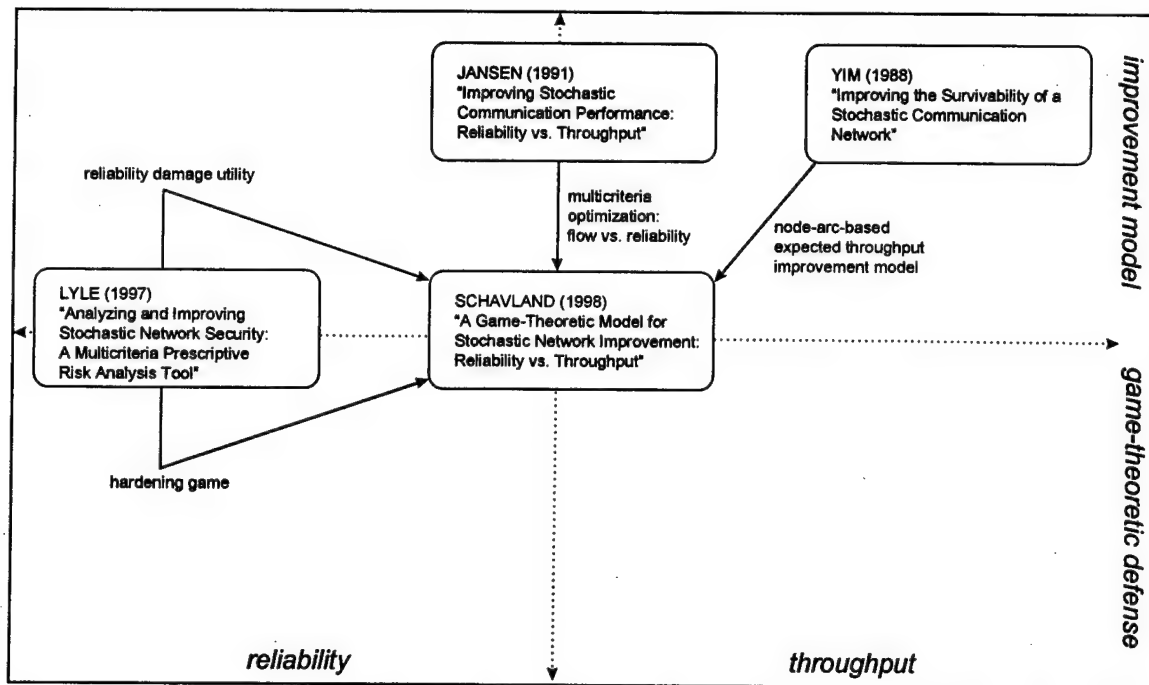 JANSEN (1991)
"Improving Stochastic
Communication Performance:
Reliability vs. Throughput"
YIM (1988)
"Improving the Survivability of a
Stochastic Communication
Network"
improvement model
reliability damage utility
multicriteria
optimization:
flow vs. reliability
node-arc-based
expected throughput
improvement model
LYLE (1997)
"Analyzing and Improving
Stochastic Network Security:
A Multicriteria Prescriptive
Risk Analysis Tool"
SCHAVLAND (1998)
"A Game-Theoretic Model for
Stochastic Network Improvement:
Reliability vs. Throughput"
game-theoretic defense
hardening game
reliability
throughput